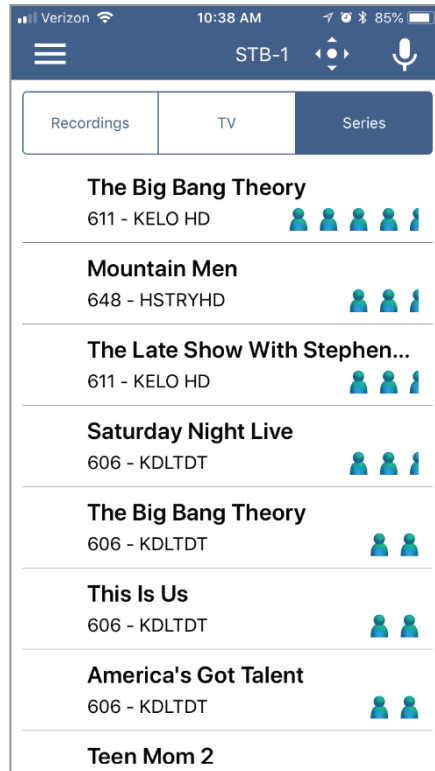 Verizon 10:38 AM 85%
STB-1
Recordings TV Series
The Big Bang Theory
611 - KELO HD
Mountain Men
648 - HSTRYHD
The Late Show With Stephen...
611 - KELO HD
Saturday Night Live
606 - KDLTDT
The Big Bang Theory
606 - KDLTDT
This Is Us
606 - KDLTDT
America's Got Talent
606 - KDLTDT
Teen Mom 2